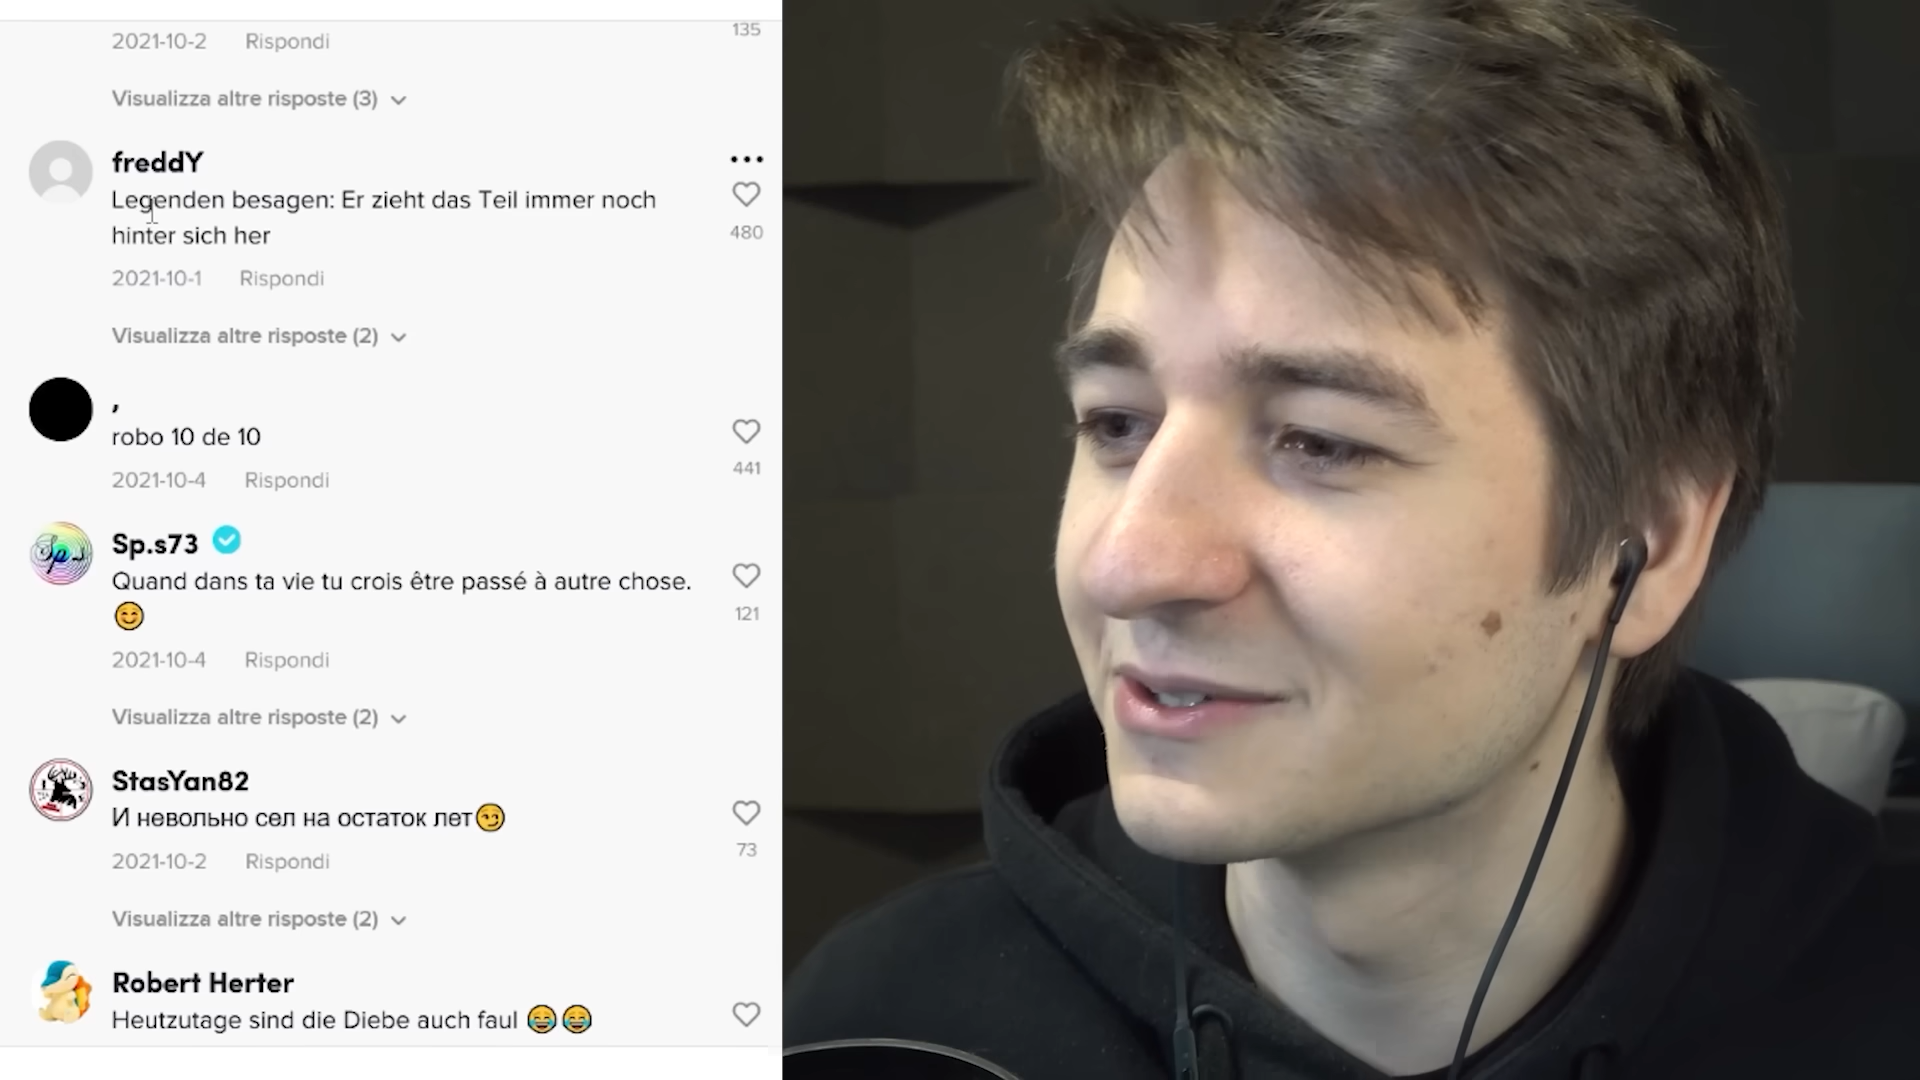 135
2021-10-2 Rispondi
Visualizza altre risposte (3)
freddY
Legenden besagen: Er zieht das Teil immer noch
hinter sich her
480
2021-10-1 Rispondi
Visualizza altre risposte (2)
,
robo 10 de 10
441
2021-10-4 Rispondi
Sp.s73
Quand dans ta vie tu crois être passé à autre chose.
😊
121
2021-10-4 Rispondi
Visualizza altre risposte (2)
StasYan82
И невольно сел на остаток лет😏
73
2021-10-2 Rispondi
Visualizza altre risposte (2)
Robert Herter
Heutzutage sind die Diebe auch faul 😂😂